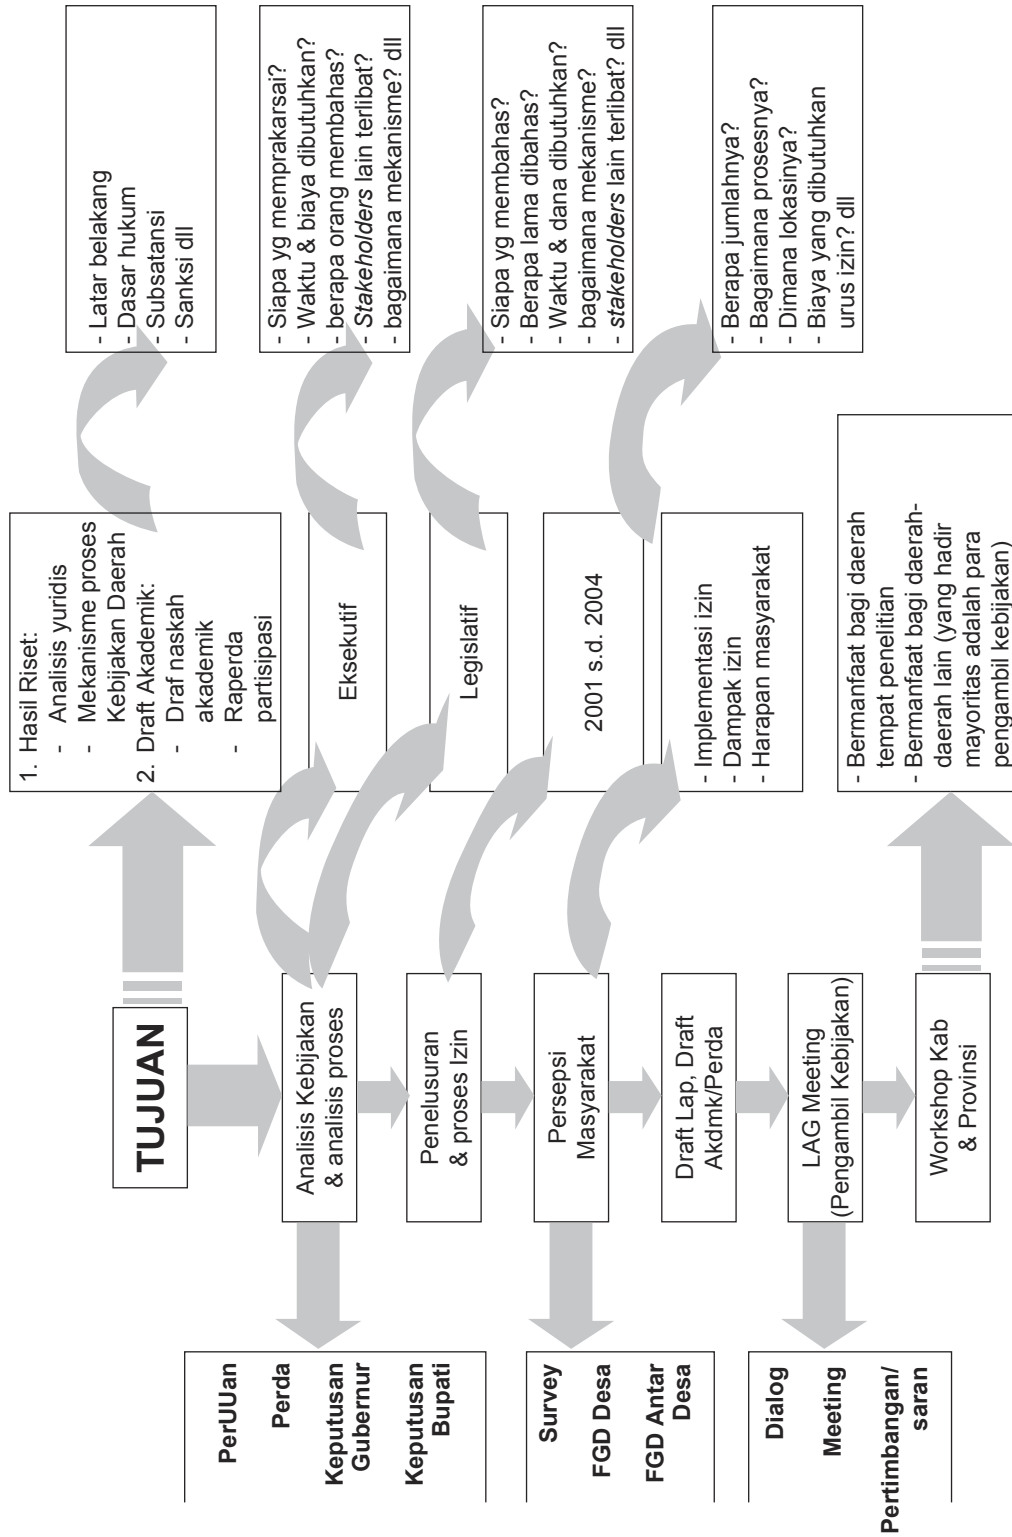 PerUUan
Perda
Keputusan
Gubernur
Keputusan
Bupati
Survey
FGD Desa
FGD Antar
Desa
Dialog
Meeting
Pertimbangan/
saran
TUJUAN
Analisis Kebijakan
& analisis proses
Penelusuran
& proses Izin
Persepsi
Masyarakat
Draft Lap, Draft
Akdmk/Perda
LAG Meeting
(Pengambil Kebijakan)
Workshop Kab
& Provinsi
1. Hasil Riset:
- Analisis yuridis
- Mekanisme proses
Kebijakan Daerah
2. Draft Akademik:
- Draf naskah
akademik
- Raperda
partisipasi
Eksekutif
Legislatif
2001 s.d. 2004
- Implementasi izin
- Dampak izin
- Harapan masyarakat
- Bermanfaat bagi daerah
tempat penelitian
- Bermanfaat bagi daerah-
daerah lain (yang hadir
mayoritas adalah para
pengambil kebijakan)
- Latar belakang
- Dasar hukum
- Subsatansi
- Sanksi dll
- Siapa yg memprakarsai?
- Waktu & biaya dibutuhkan?
- berapa orang membahas?
- Stakeholders lain terlibat?
- bagaimana mekanisme? dll
- Siapa yg membahas?
- Berapa lama dibahas?
- Waktu & dana dibutuhkan?
- bagaimana mekanisme?
- stakeholders lain terlibat? dll
- Berapa jumlahnya?
- Bagaimana prosesnya?
- Dimana lokasinya?
- Biaya yang dibutuhkan
urus izin? dll